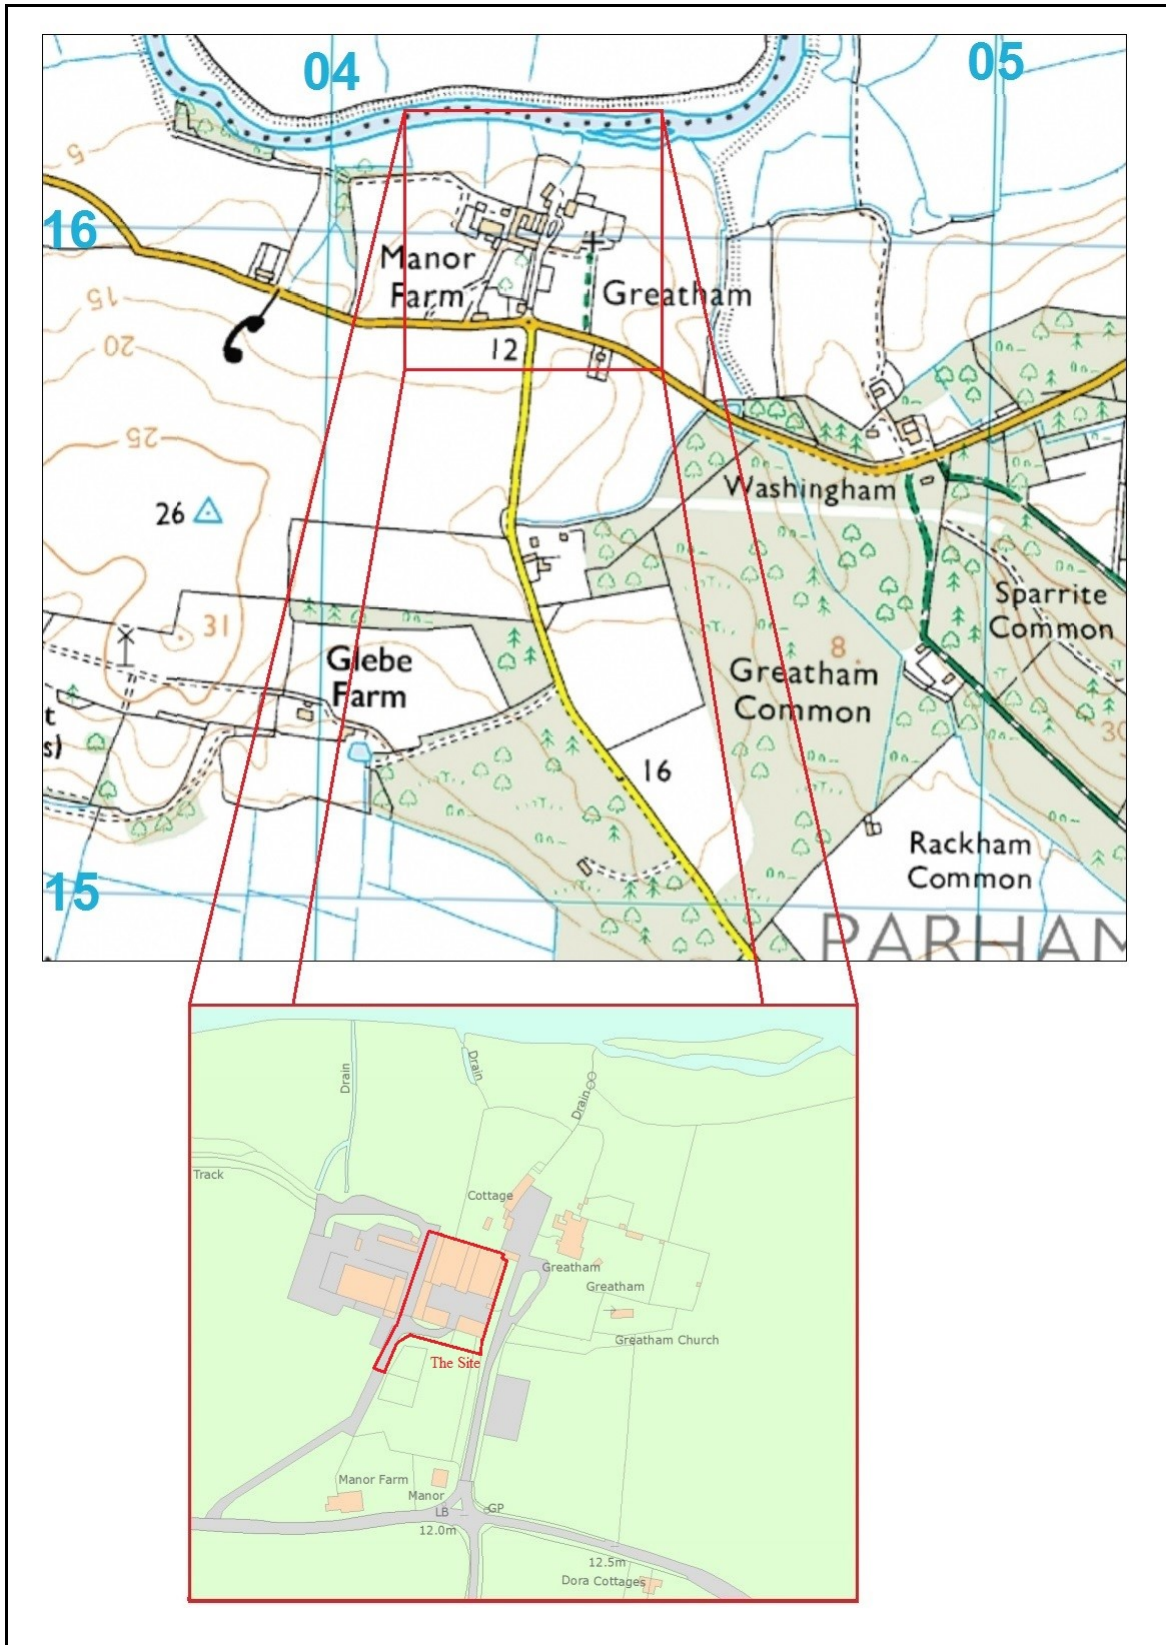 04
05
5
16
Manor
Farm
Greatham
15
20
12
25
26
Washingham
31
Glebe
Farm
Sparrite
Common
8
Greatham
Common
t
s)
30
16
Rackham
Common
15
PARHAM
Drain
Drain
Drain
Track
Cottage
Greatham
Greatham
Greatham Church
The Site
Manor Farm
Manor
LB
GP
12.0m
12.5m
Dora Cottages